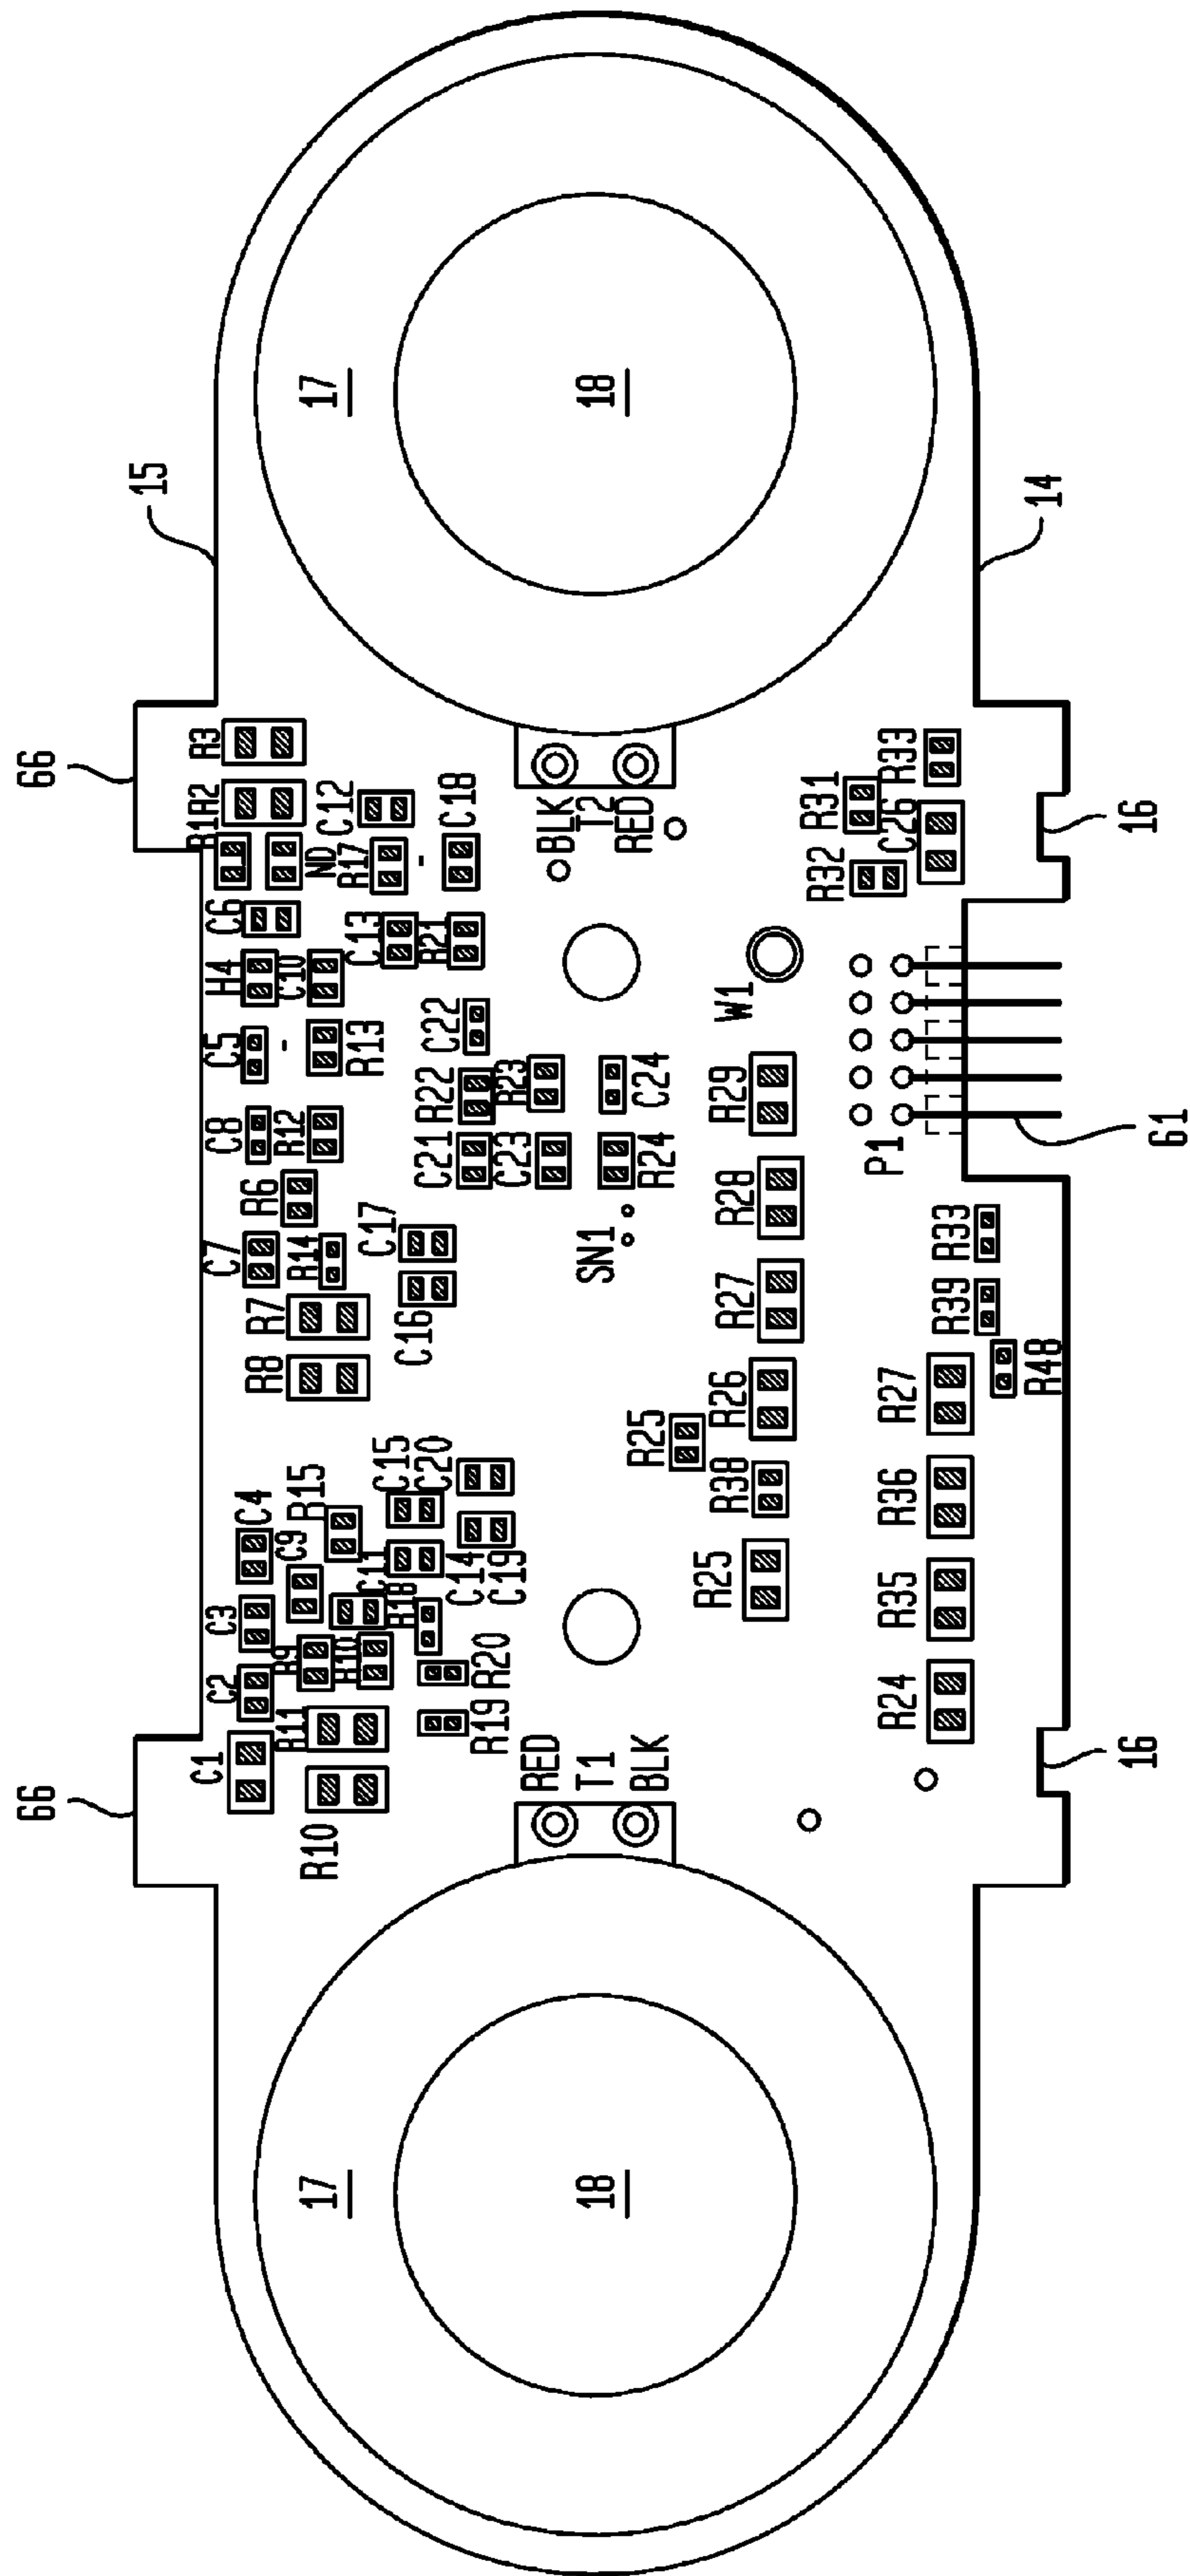 66
66
15
C1
C2
C3
C4
C7
C8
C5
H4
C6
R1R2
R3
R10
R11
R9
R10
C9
R15
R8
R7
R14
R6
R12
R13
C10
ND
17
17
C11
R18
C15
C20
C16
C17
C13
R17
C12
R19
R20
C14
C19
C21
R22
C22
R21
C18
C23
R23
RED
T1
BLK
SN1
R24
C24
BLK
T2
RED
18
18
R25
R38
R25
R26
R27
R28
R29
W1
R24
R35
R36
R27
R48
R39
R33
P1
R32
R31
C26
R33
16
61
16
14